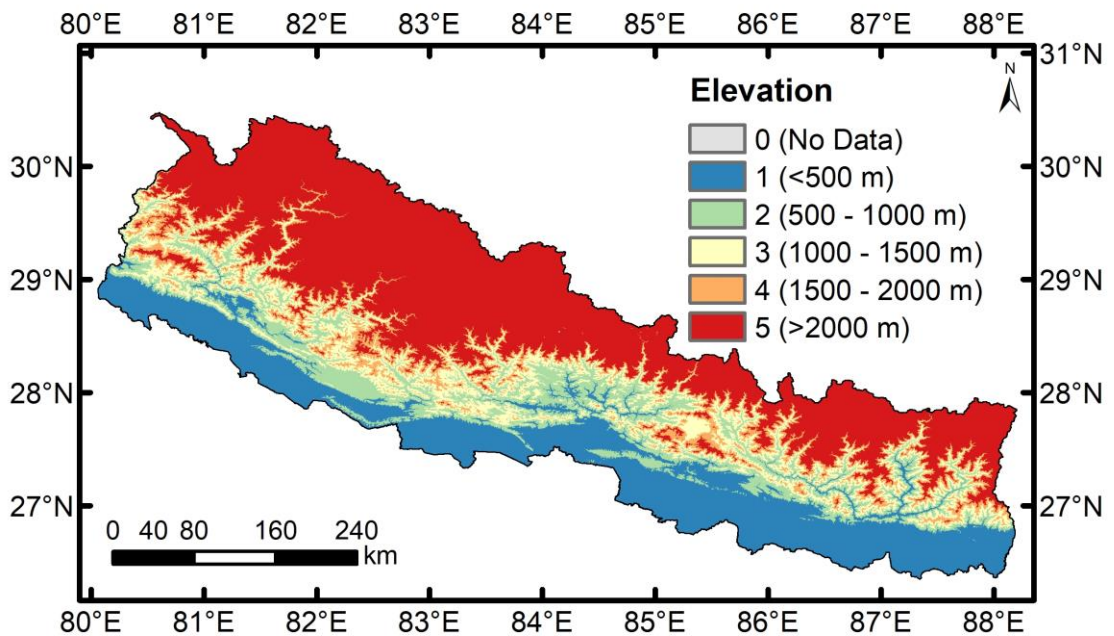 80°E 81°E 82°E 83°E 84°E 85°E 86°E 87°E 88°E
31°N
N
Elevation
0 (No Data)
30°N 30°N
1 (<500 m)
2 (500 - 1000 m)
3 (1000 - 1500 m)
29°N 29°N
4 (1500 - 2000 m)
5 (>2000 m)
28°N 28°N
27°N 27°N
0 40 80 160 240
km
80°E 81°E 82°E 83°E 84°E 85°E 86°E 87°E 88°E